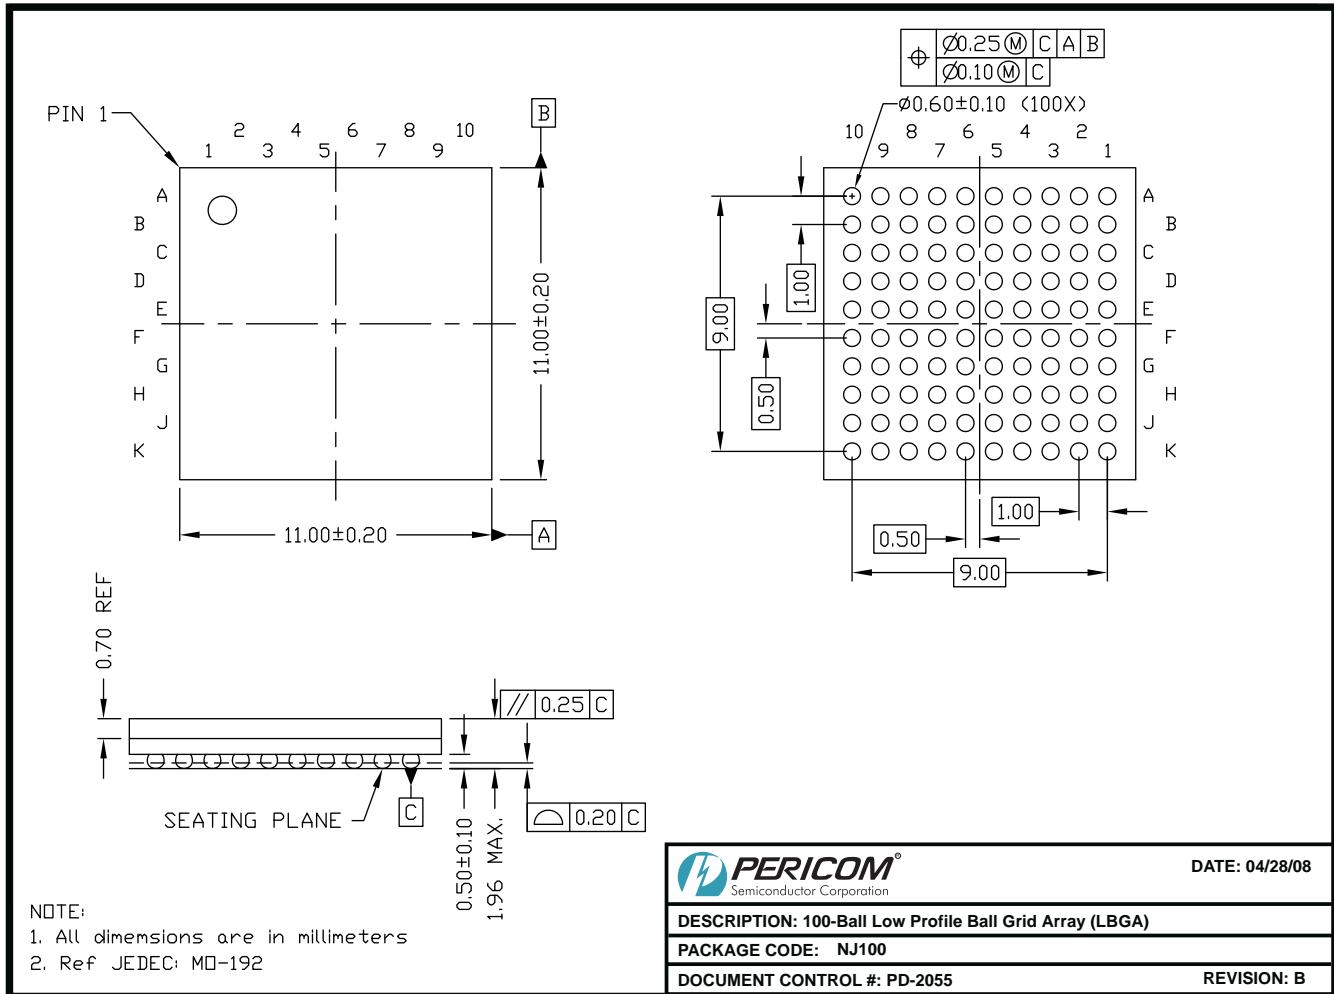 ⌀0.25 Ⓜ C A B
⌀0.10 Ⓜ C
⌀0.60±0.10 (100X)
PIN 1
B
2 4 6 8 10
1 3 5 7 9
A
B
C
D
E
F
G
H
J
K
11.00±0.20
11.00±0.20
A
10 8 6 4 2
9 7 5 3 1
A
B
C
D
E
F
G
H
J
K
1.00
9.00
0.50
1.00
0.50
9.00
0.70 REF
// 0.25 C
SEATING PLANE
C
0.20 C
0.50±0.10
1.96 MAX.
NOTE:
1. All dimemsions are in millimeters
2. Ref JEDEC: MO-192
PERICOM®
Semiconductor Corporation
DATE: 04/28/08
DESCRIPTION: 100-Ball Low Profile Ball Grid Array (LBGA)
PACKAGE CODE: NJ100
DOCUMENT CONTROL #: PD-2055
REVISION: B